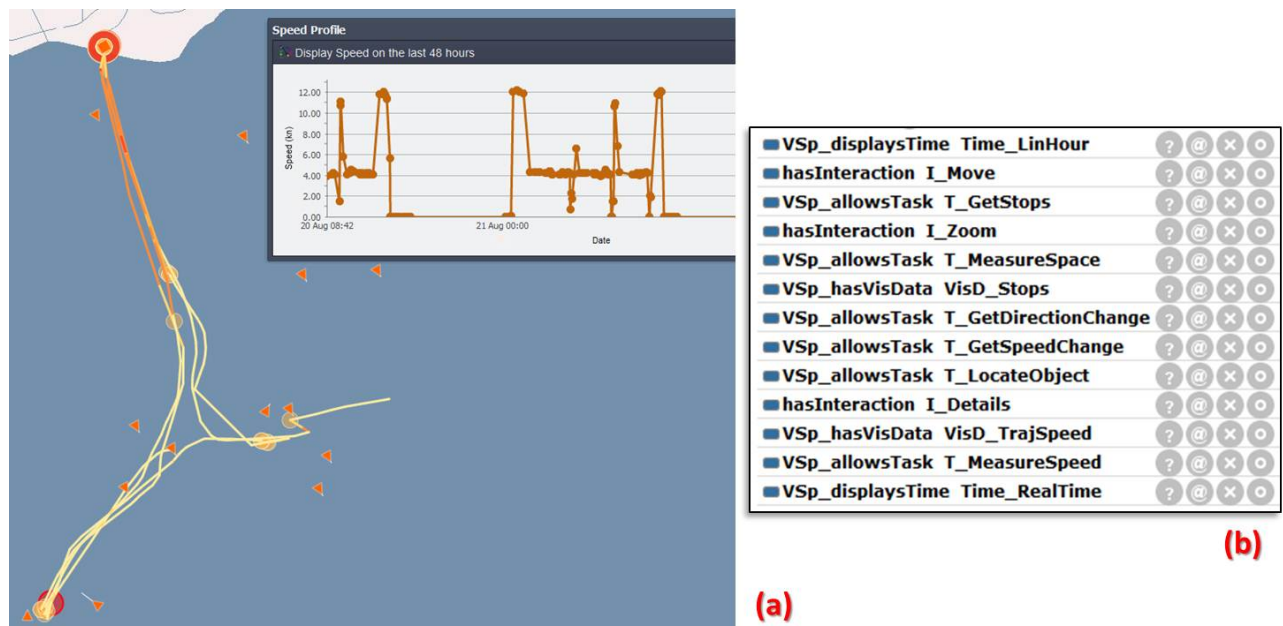 Speed Profile
Display Speed on the last 48 hours
Speed (kn)
12.00
10.00
8.00
6.00
4.00
2.00
0.00
20 Aug 08:42
21 Aug 00:00
Date
VSp_displaysTime Time_LinHour ? @ X O
hasInteraction I_Move ? @ X O
VSp_allowsTask T_GetStops ? @ X O
hasInteraction I_Zoom ? @ X O
VSp_allowsTask T_MeasureSpace ? @ X O
VSp_hasVisData VisD_Stops ? @ X O
VSp_allowsTask T_GetDirectionChange ? @ X O
VSp_allowsTask T_GetSpeedChange ? @ X O
VSp_allowsTask T_LocateObject ? @ X O
hasInteraction I_Details ? @ X O
VSp_hasVisData VisD_TrajSpeed ? @ X O
VSp_allowsTask T_MeasureSpeed ? @ X O
VSp_displaysTime Time_RealTime ? @ X O
(b)
(a)